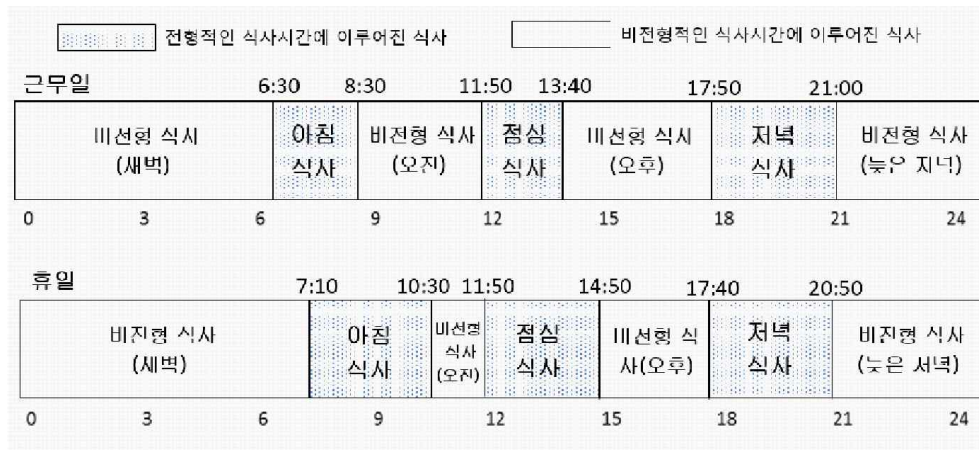 전형적인 식사시간에 이루어진 식사 비전형적인 식사시간에 이루어진 식사
근무일 6:30 8:30 11:50 13:40 17:50 21:00
비전형 식사 아침 비전형 식사 점심 비전형 식사 저녁 비전형 식사
(새벽) 식사 (오전) 식사 (오후) 식사 (늦은 저녁)
0 3 6 9 12 15 18 21 24
휴일 7:10 10:30 11:50 14:50 17:40 20:50
비전형 식사 아침 비전형 점심 비전형 식 저녁 비전형 식사
(새벽) 식사 식사 식사 사(오후) 식사 (늦은 저녁)
(오전)
0 3 6 9 12 15 18 21 24